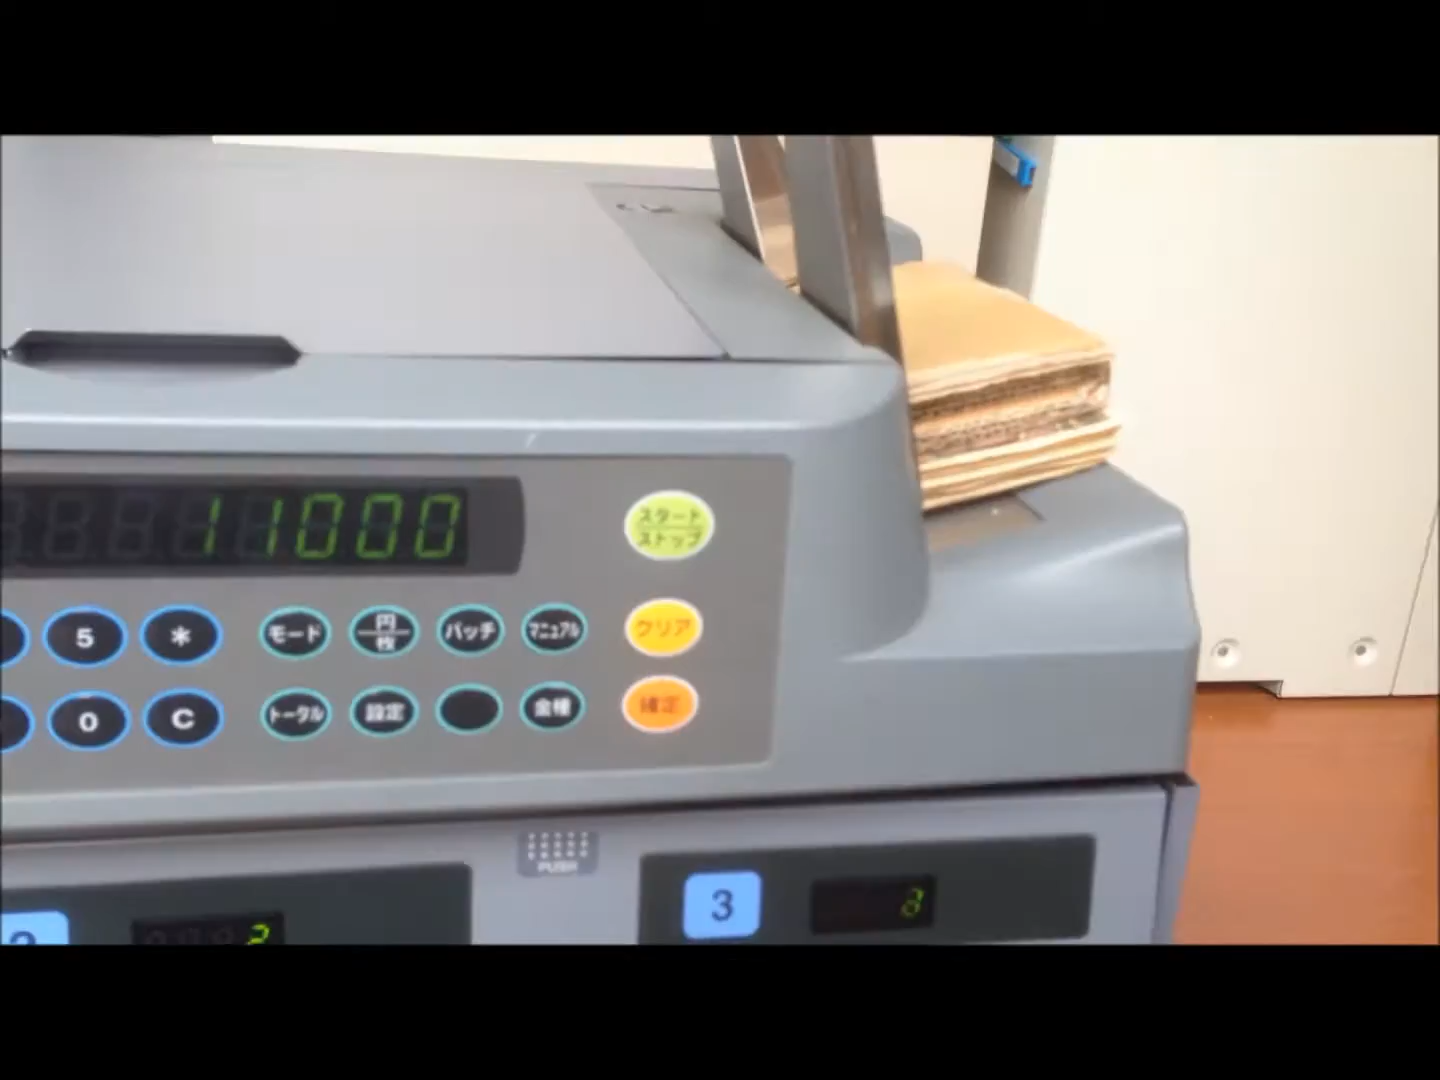 11000
スタート
ストップ
5
*
モード
円
枚
バッチ
マニュアル
クリア
0
C
トータル
設定
金種
確定
PUSH
2
2
3